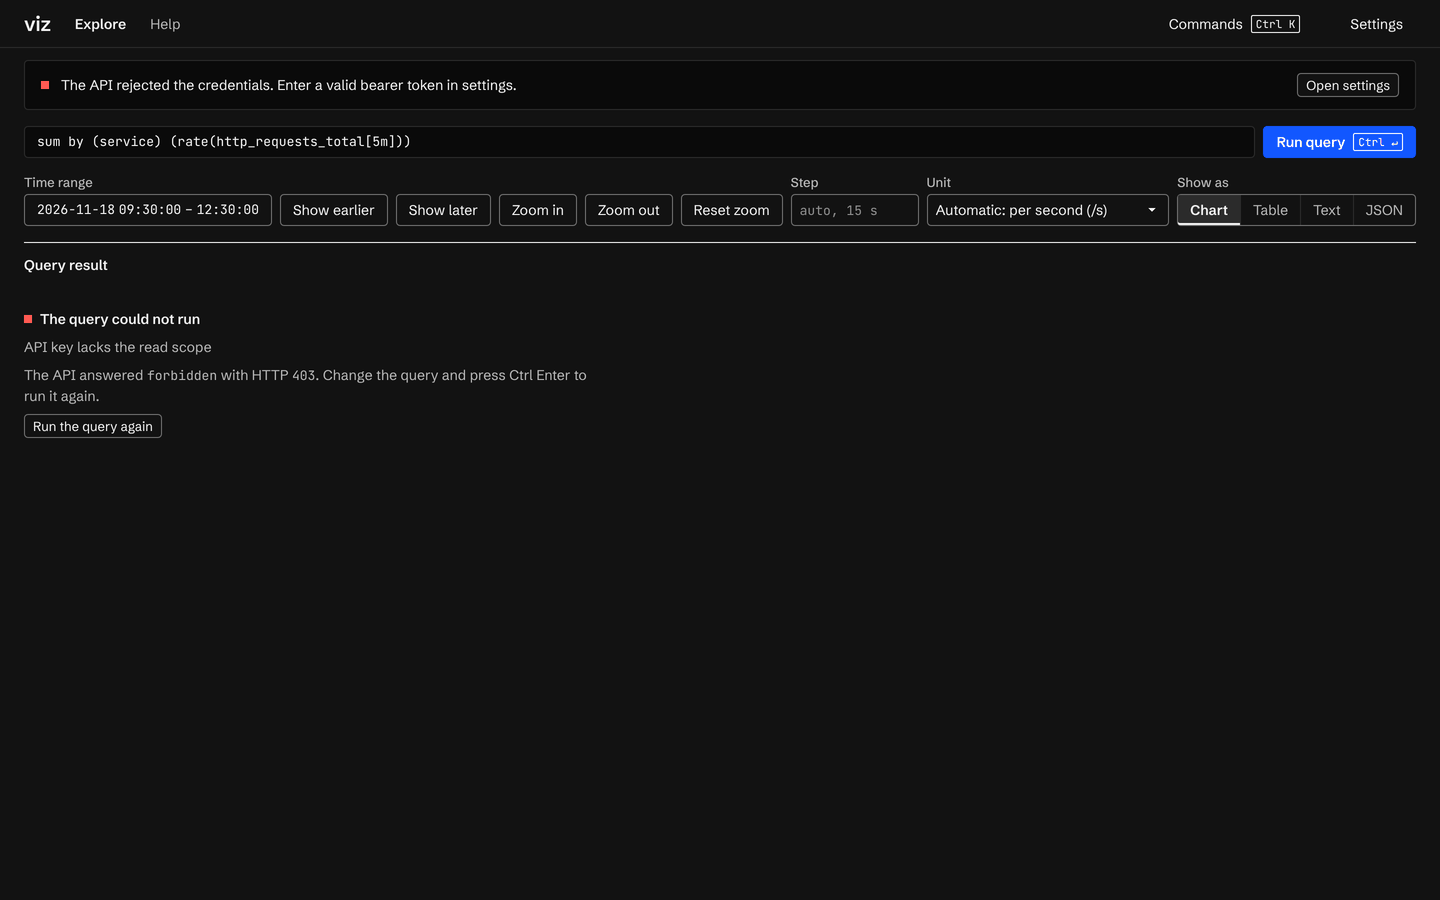 viz Explore Help Commands Ctrl K Settings
The API rejected the credentials. Enter a valid bearer token in settings. Open settings
sum by (service) (rate(http_requests_total[5m])) Run query Ctrl ↵
Time range Step Unit Show as
2026-11-18 09:30:00 – 12:30:00 Show earlier Show later Zoom in Zoom out Reset zoom auto, 15 s Automatic: per second (/s) Chart Table Text JSON
Query result
The query could not run
API key lacks the read scope
The API answered forbidden with HTTP 403. Change the query and press Ctrl Enter to
run it again.
Run the query again